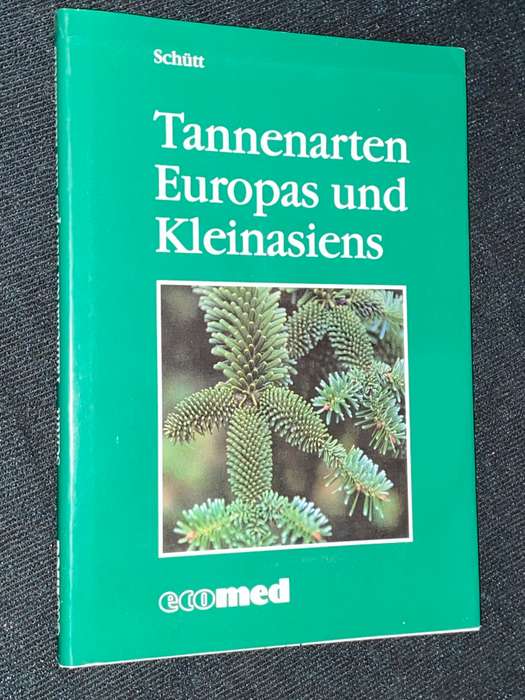 Schütt
Tannenarten
Europas und
Kleinasiens
ecomed